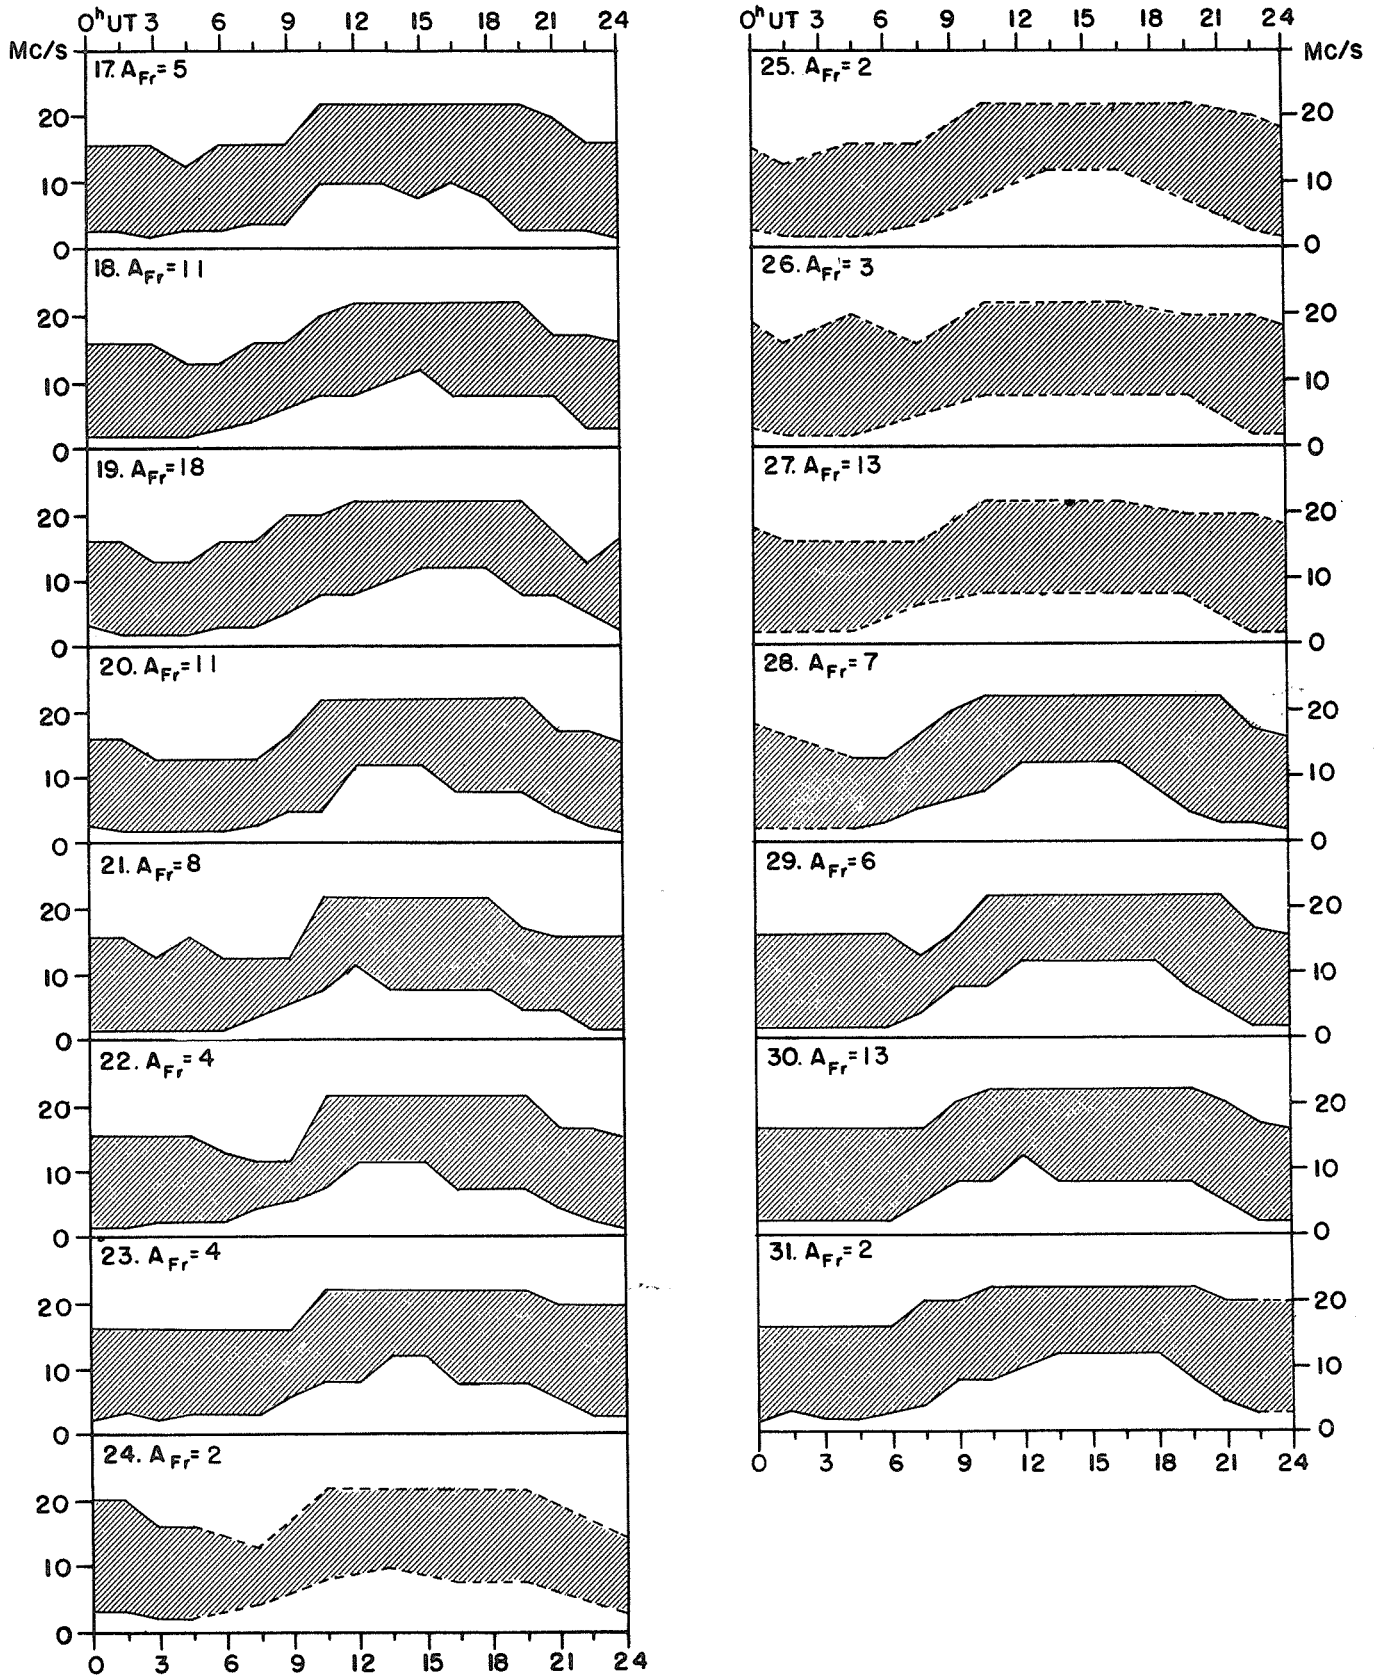 0ʰ UT 3 6 9 12 15 18 21 24
Mc/s
17. A_Fr = 5
20
10
0
18. A_Fr = 11
20
10
0
19. A_Fr = 18
20
10
0
20. A_Fr = 11
20
10
0
21. A_Fr = 8
20
10
0
22. A_Fr = 4
20
10
0
23. A_Fr = 4
20
10
0
24. A_Fr = 2
20
10
0
0 3 6 9 12 15 18 21 24
0ʰ UT 3 6 9 12 15 18 21 24
Mc/s
25. A_Fr = 2
20
10
0
26. A_Fr = 3
20
10
0
27. A_Fr = 13
20
10
0
28. A_Fr = 7
20
10
0
29. A_Fr = 6
20
10
0
30. A_Fr = 13
20
10
0
31. A_Fr = 2
20
10
0
0 3 6 9 12 15 18 21 24